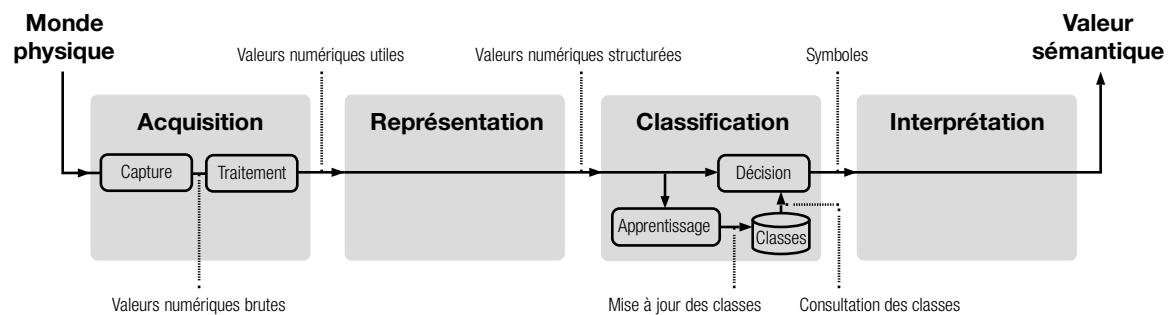 Monde
physique
Valeur
sémantique
Valeurs numériques utiles
Valeurs numériques structurées
Symboles
Acquisition
Représentation
Classification
Interprétation
Capture
Traitement
Décision
Apprentissage
Classes
Valeurs numériques brutes
Mise à jour des classes
Consultation des classes